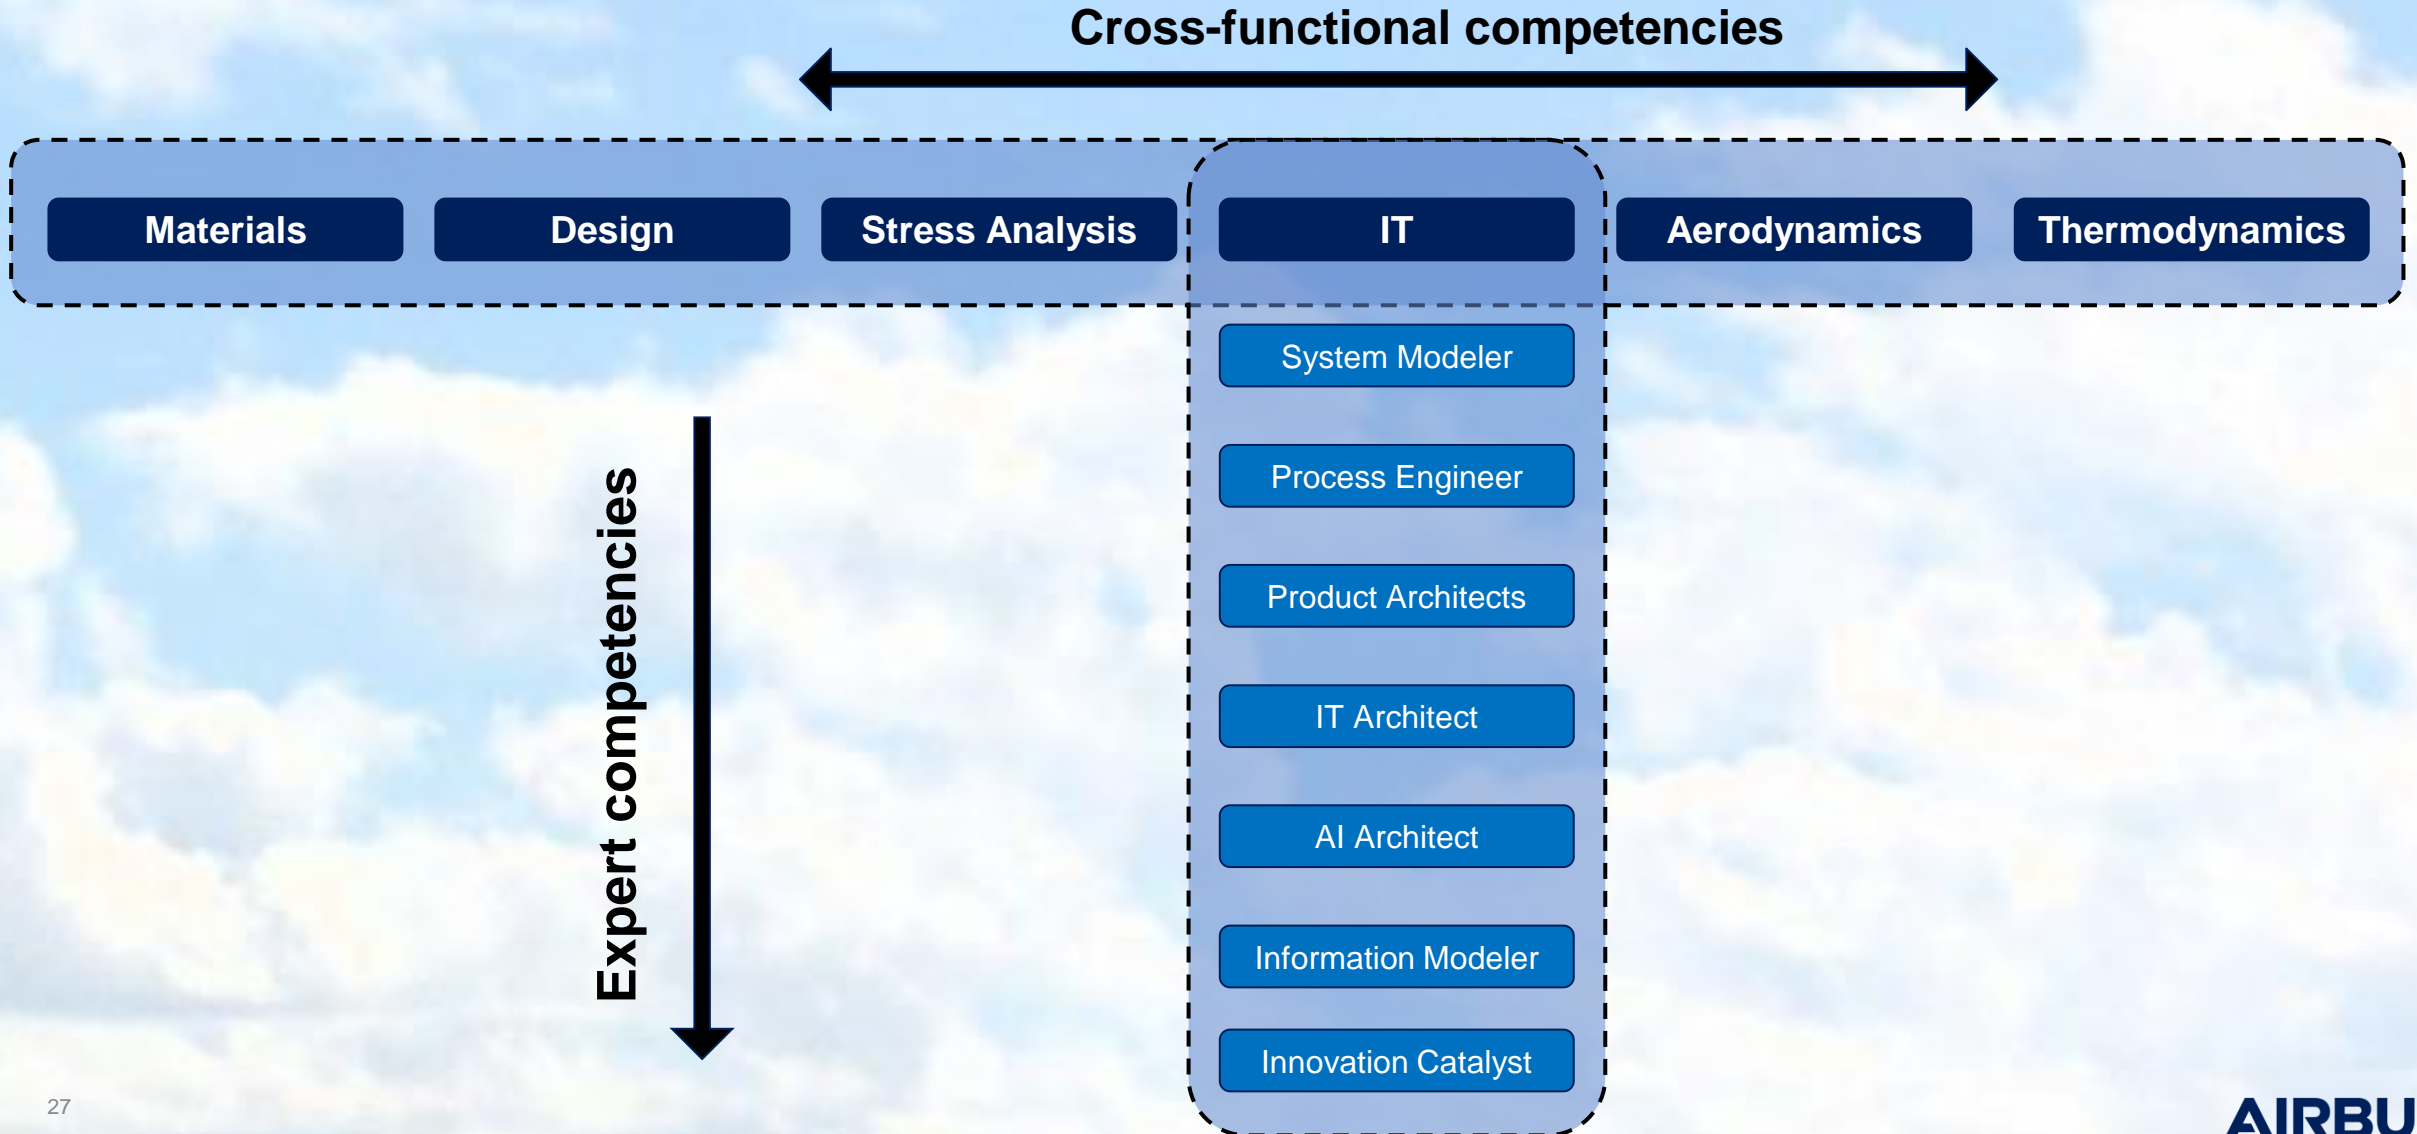 Cross-functional competencies
Materials
Design
Stress Analysis
IT
Aerodynamics
Thermodynamics
System Modeler
Process Engineer
Product Architects
IT Architect
AI Architect
Information Modeler
Innovation Catalyst
Expert competencies
27
AIRBU